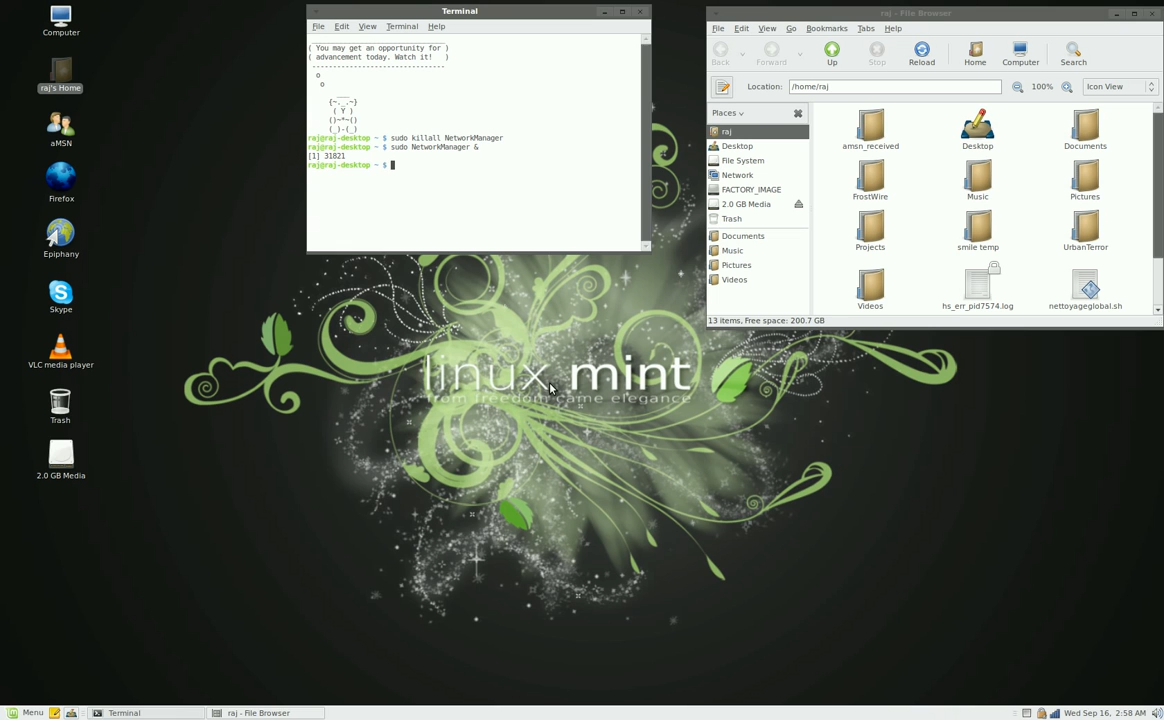 Computer
raj's Home
aMSN
Firefox
Epiphany
Skype
VLC media player
Trash
2.0 GB Media
Terminal
File Edit View Terminal Help
( You may get an opportunity for )
( advancement today. Watch it!   )
 -------------------------------
  o
   o
     ___
    {~._.~}
     ( Y )
    ()~*~()
    (_)-(_)
raj@raj-desktop ~ $ sudo killall NetworkManager
raj@raj-desktop ~ $ sudo NetworkManager &
[1] 31821
raj@raj-desktop ~ $
raj - File Browser
File Edit View Go Bookmarks Tabs Help
Back Forward Up Stop Reload Home Computer Search
Location: /home/raj 100% Icon View
Places
raj
Desktop
File System
Network
FACTORY_IMAGE
2.0 GB Media
Trash
Documents
Music
Pictures
Videos
amsn_received Desktop Documents
FrostWire Music Pictures
Projects smile temp UrbanTerror
Videos hs_err_pid7574.log nettoyageglobal.sh
13 items, Free space: 200.7 GB
linux mint
from freedom came elegance
Menu Terminal raj - File Browser Wed Sep 16, 2:58 AM